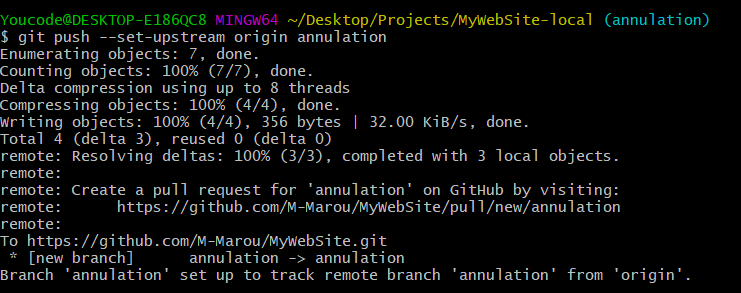 Youcode@DESKTOP-E186QC8 MINGW64 ~/Desktop/Projects/MyWebSite-local (annulation)
$ git push --set-upstream origin annulation
Enumerating objects: 7, done.
Counting objects: 100% (7/7), done.
Delta compression using up to 8 threads
Compressing objects: 100% (4/4), done.
Writing objects: 100% (4/4), 356 bytes | 32.00 KiB/s, done.
Total 4 (delta 3), reused 0 (delta 0)
remote: Resolving deltas: 100% (3/3), completed with 3 local objects.
remote:
remote: Create a pull request for 'annulation' on GitHub by visiting:
remote:      https://github.com/M-Marou/MyWebSite/pull/new/annulation
remote:
To https://github.com/M-Marou/MyWebSite.git
 * [new branch]      annulation -> annulation
Branch 'annulation' set up to track remote branch 'annulation' from 'origin'.